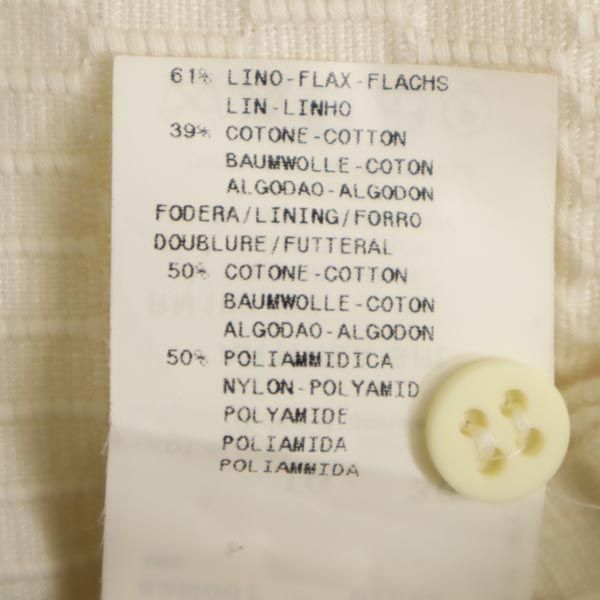 61% LINO-FLAX-FLACHS
LIN-LINHO
39% COTONE-COTTON
BAUMWOLLE-COTON
ALGODAO-ALGODON
FODERA/LINING/FORRO
DOUBLURE/FUTTERAL
50% COTONE-COTTON
BAUMWOLLE-COTON
ALGODAO-ALGODON
50% POLIAMMIDICA
NYLON-POLYAMID
POLYAMIDE
POLIAMIDA
POLIAMMIDA